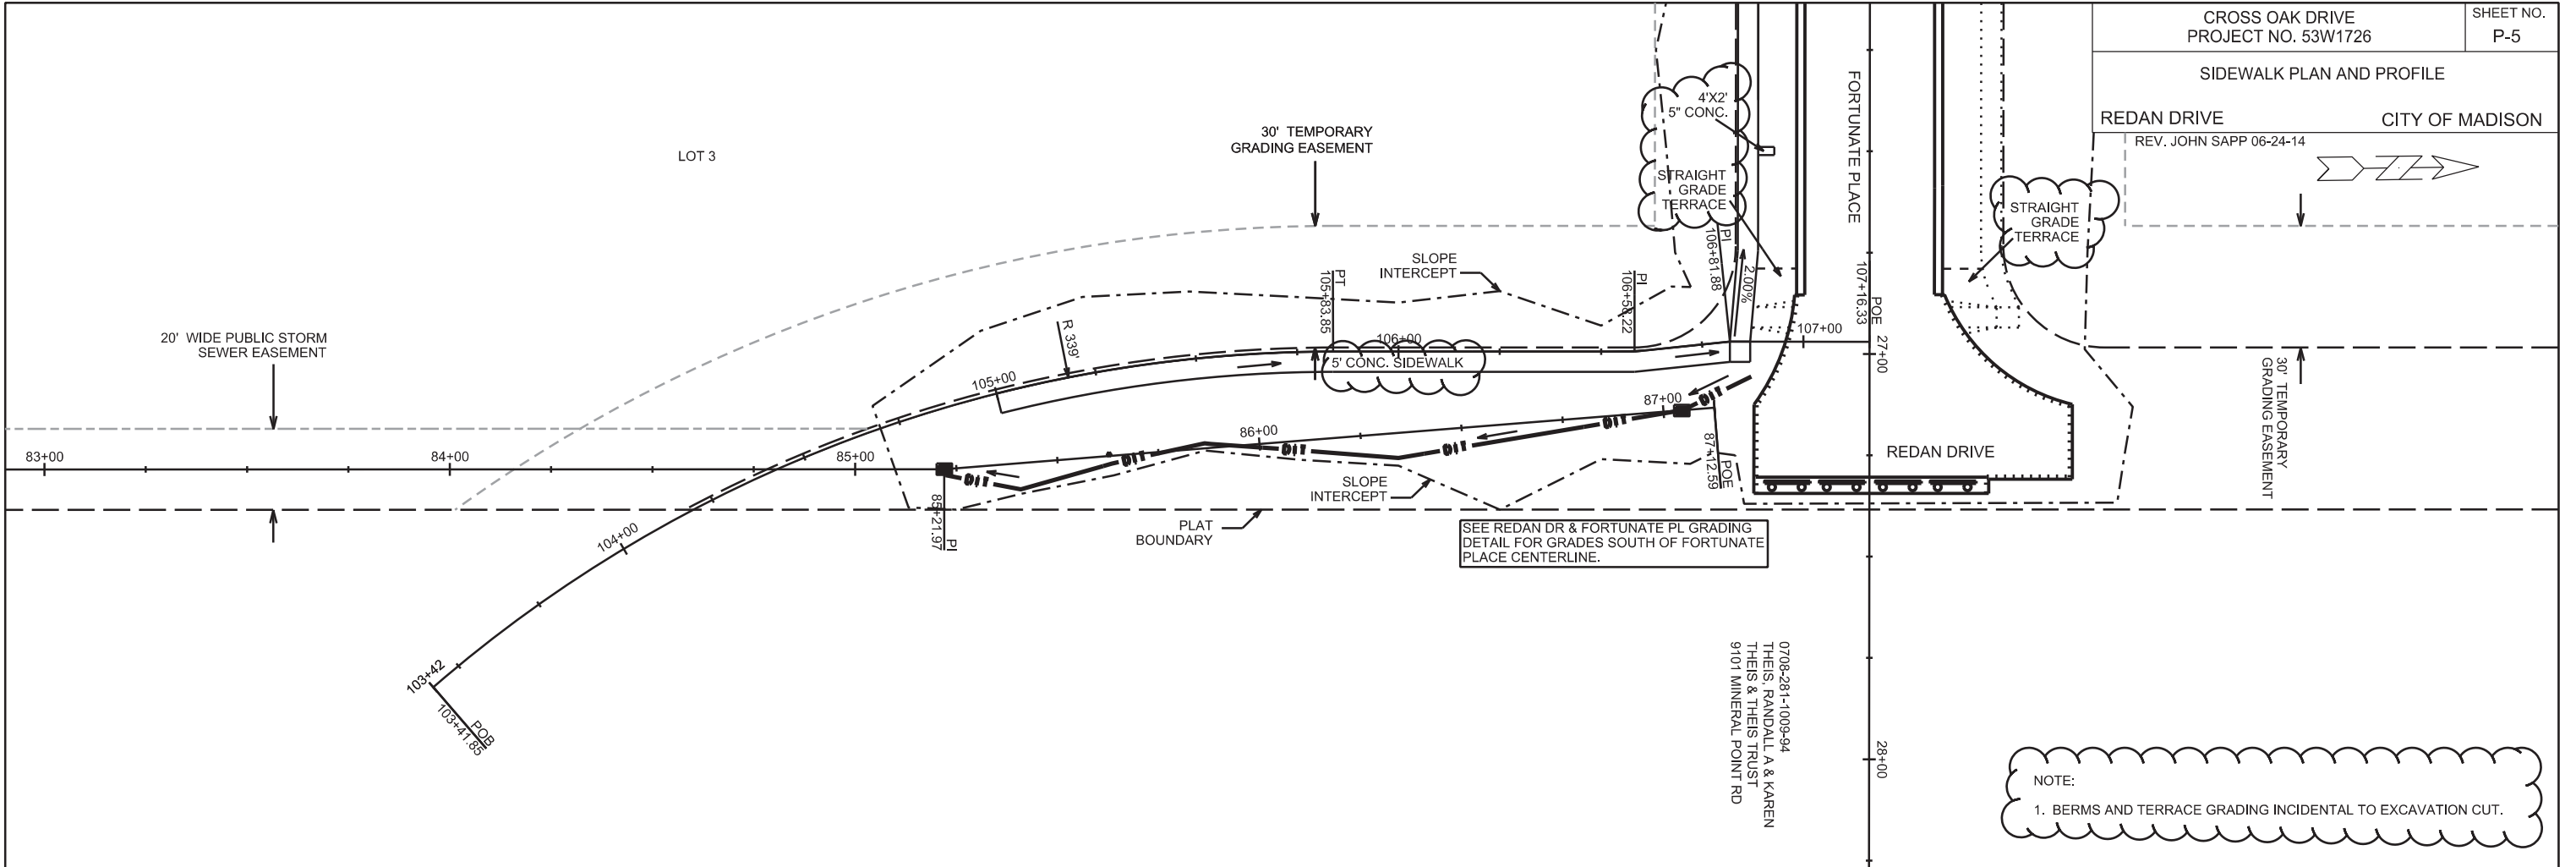 CROSS OAK DRIVE
PROJECT NO. 53W1726
SHEET NO.
P-5
SIDEWALK PLAN AND PROFILE
REDAN DRIVE
CITY OF MADISON
REV. JOHN SAPP 06-24-14
LOT 3
30' TEMPORARY
GRADING EASEMENT
4'X2'
5" CONC.
STRAIGHT
GRADE
TERRACE
FORTUNATE PLACE
STRAIGHT
GRADE
TERRACE
20' WIDE PUBLIC STORM
SEWER EASEMENT
SLOPE
INTERCEPT
PT
105+83.85
PI
106+58.22
PI
106+81.88
2.00%
POE
107+16.33
107+00
27+00
R 339'
106+00
5' CONC. SIDEWALK
105+00
30' TEMPORARY
GRADING EASEMENT
87+00
DIT
DIT
DIT
DIT
DIT
DIT
86+00
83+00
84+00
85+00
POE
87+12.59
REDAN DRIVE
SLOPE
INTERCEPT
PI
85+21.97
PLAT
BOUNDARY
SEE REDAN DR & FORTUNATE PL GRADING
DETAIL FOR GRADES SOUTH OF FORTUNATE
PLACE CENTERLINE.
104+00
103+42
POB
103+41.85
0708-281-1009-94
THEIS, RANDALL A & KAREN
THEIS & THEIS TRUST
9101 MINERAL POINT RD
28+00
NOTE:
1. BERMS AND TERRACE GRADING INCIDENTAL TO EXCAVATION CUT.